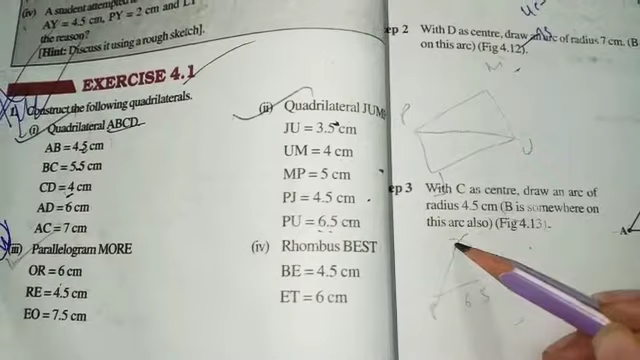 (iv) A student attempted
AY = 4.5 cm, PY = 2 cm and LY
the reason?
[Hint: Discuss it using a rough sketch].
EXERCISE 4.1
1. Construct the following quadrilaterals.
(i) Quadrilateral ABCD.
AB = 4.5 cm
BC = 5.5 cm
CD = 4 cm
AD = 6 cm
AC = 7 cm
(iii) Parallelogram MORE
OR = 6 cm
RE = 4.5 cm
EO = 7.5 cm
(ii) Quadrilateral JUMP
JU = 3.5 cm
UM = 4 cm
MP = 5 cm
PJ = 4.5 cm
PU = 6.5 cm
(iv) Rhombus BEST
BE = 4.5 cm
ET = 6 cm
ep 2 With D as centre, draw an arc of radius 7 cm. (B
on this arc) (Fig 4.12).
M
P
U
J
ep 3 With C as centre, draw an arc of
radius 4.5 cm (B is somewhere on
this arc also) (Fig 4.13).
A
P 6.5